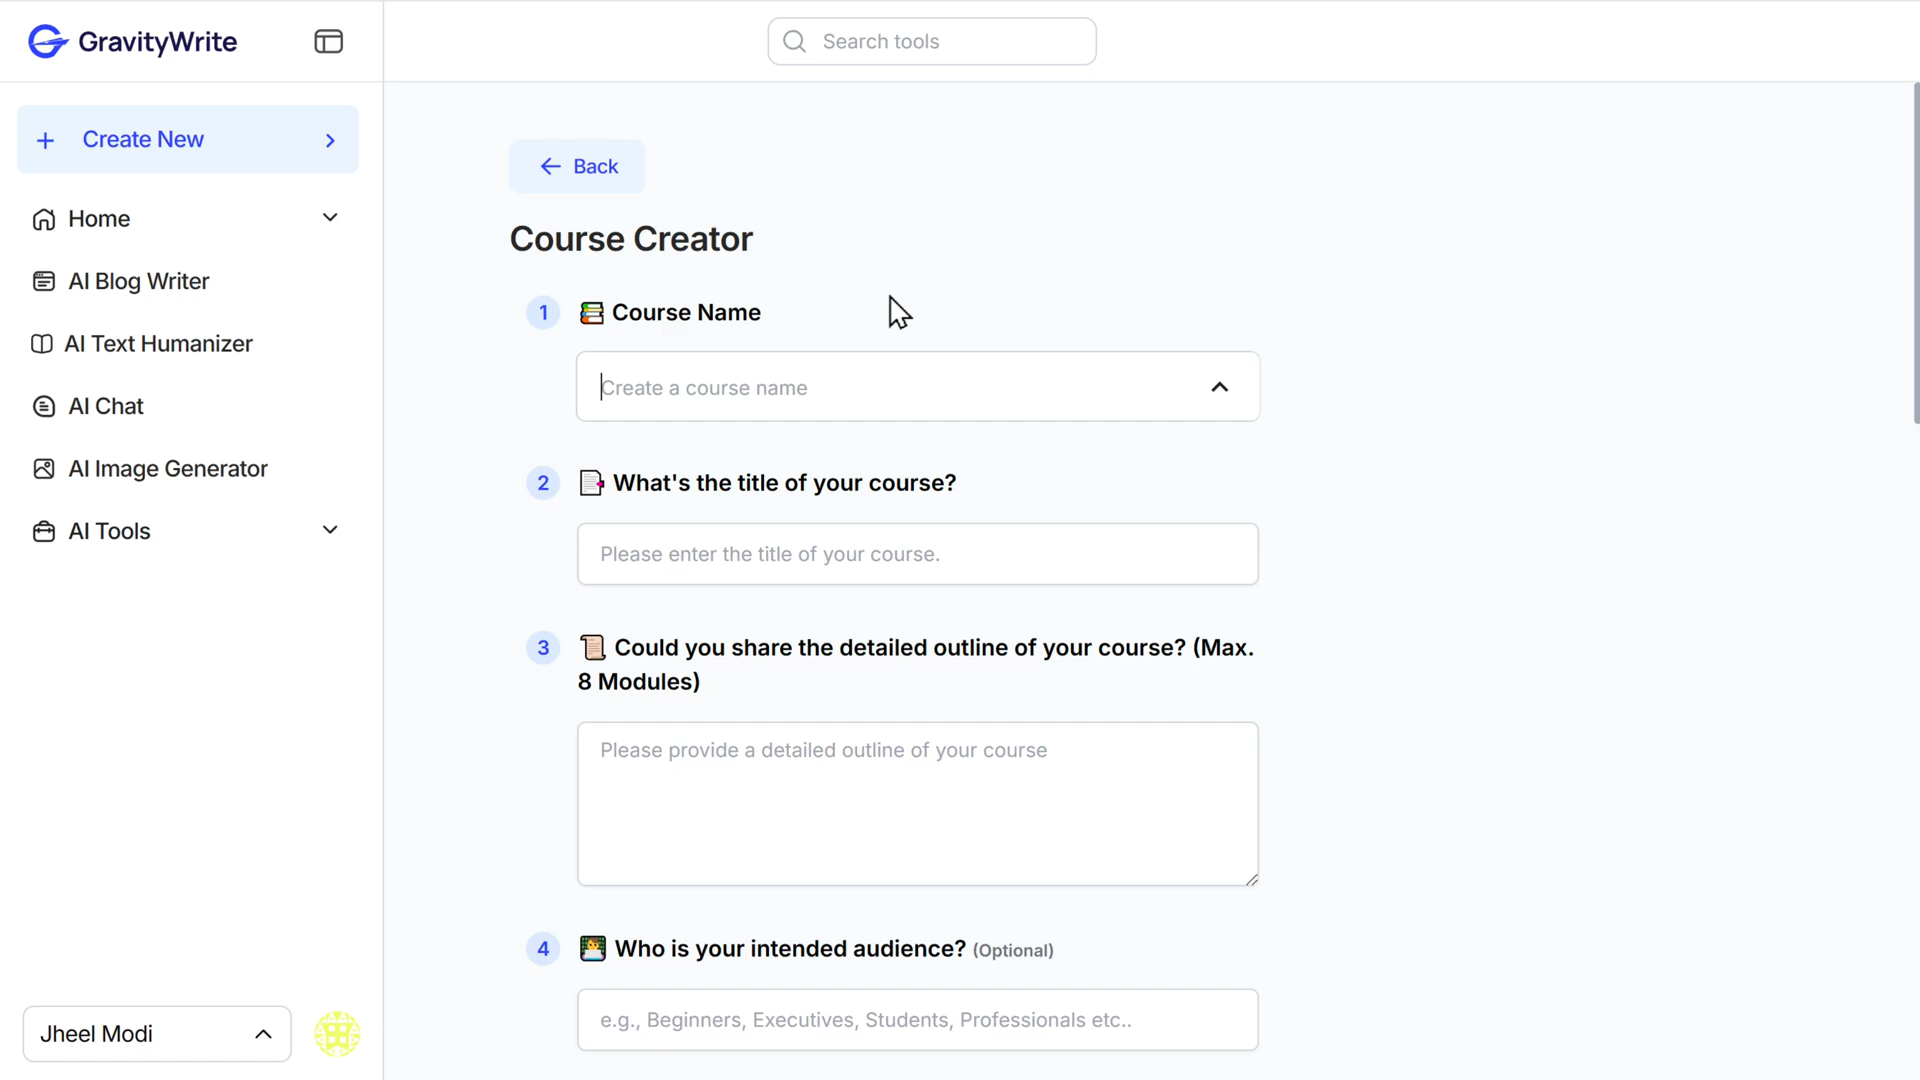 GravityWrite
Search tools
Create New
Home
AI Blog Writer
AI Text Humanizer
AI Chat
AI Image Generator
AI Tools
Jheel Modi
Back
Course Creator
1 Course Name
Create a course name
2 What's the title of your course?
Please enter the title of your course.
3 Could you share the detailed outline of your course? (Max.
8 Modules)
Please provide a detailed outline of your course
4 Who is your intended audience? (Optional)
e.g., Beginners, Executives, Students, Professionals etc..